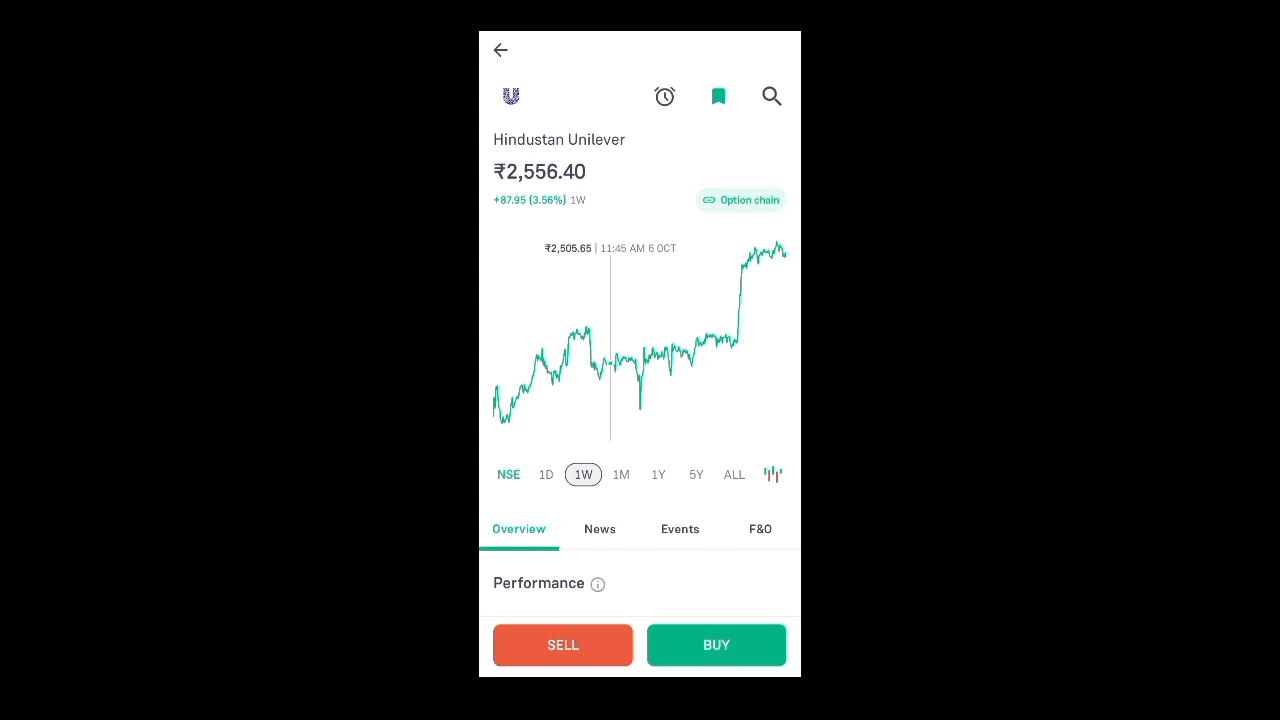 Hindustan Unilever
₹2,556.40
+87.95 (3.56%) 1W
Option chain
₹2,505.65 | 11:45 AM 6 OCT
NSE 1D 1W 1M 1Y 5Y ALL
Overview News Events F&O
Performance
SELL BUY